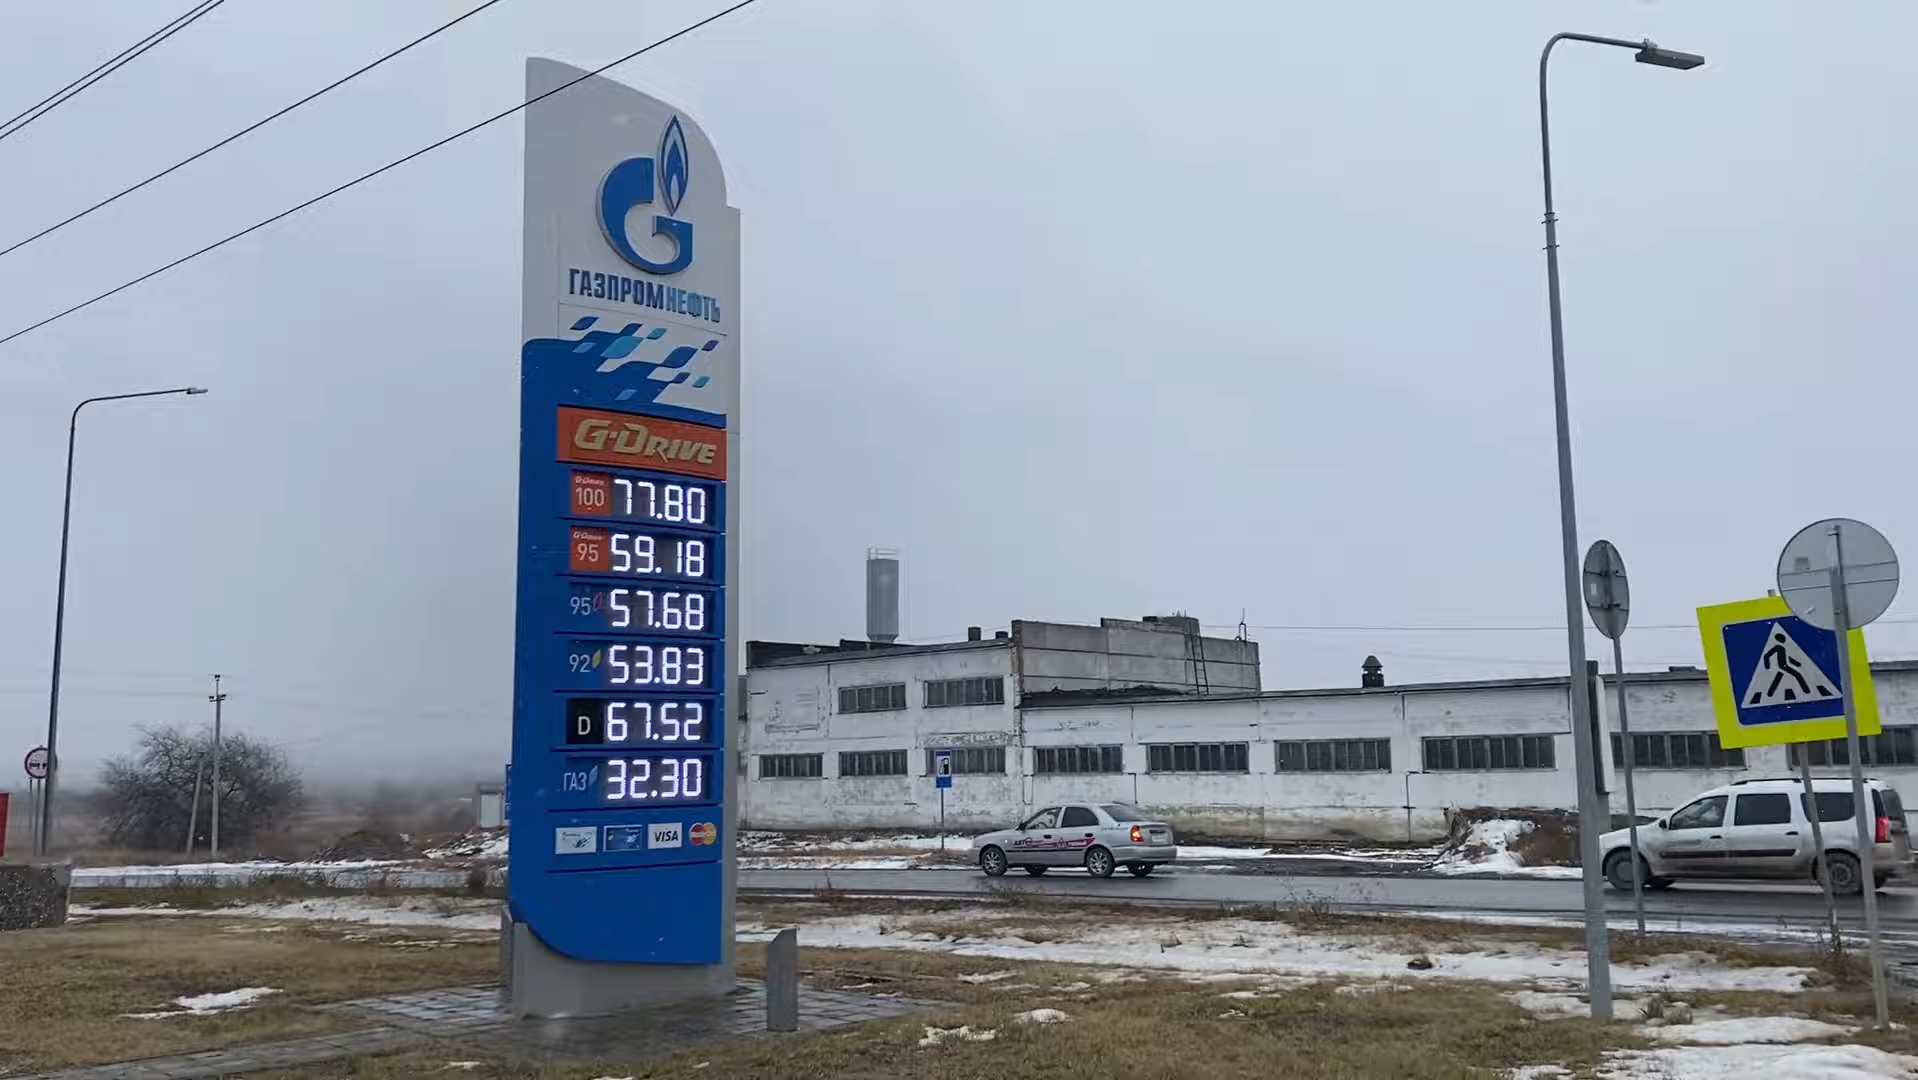 ГАЗПРОМНЕФТЬ
G-DRIVE
G-Drive 100 77.80
G-Drive 95 59.18
95 57.68
92 53.83
D 67.52
ГАЗ 32.30
VISA